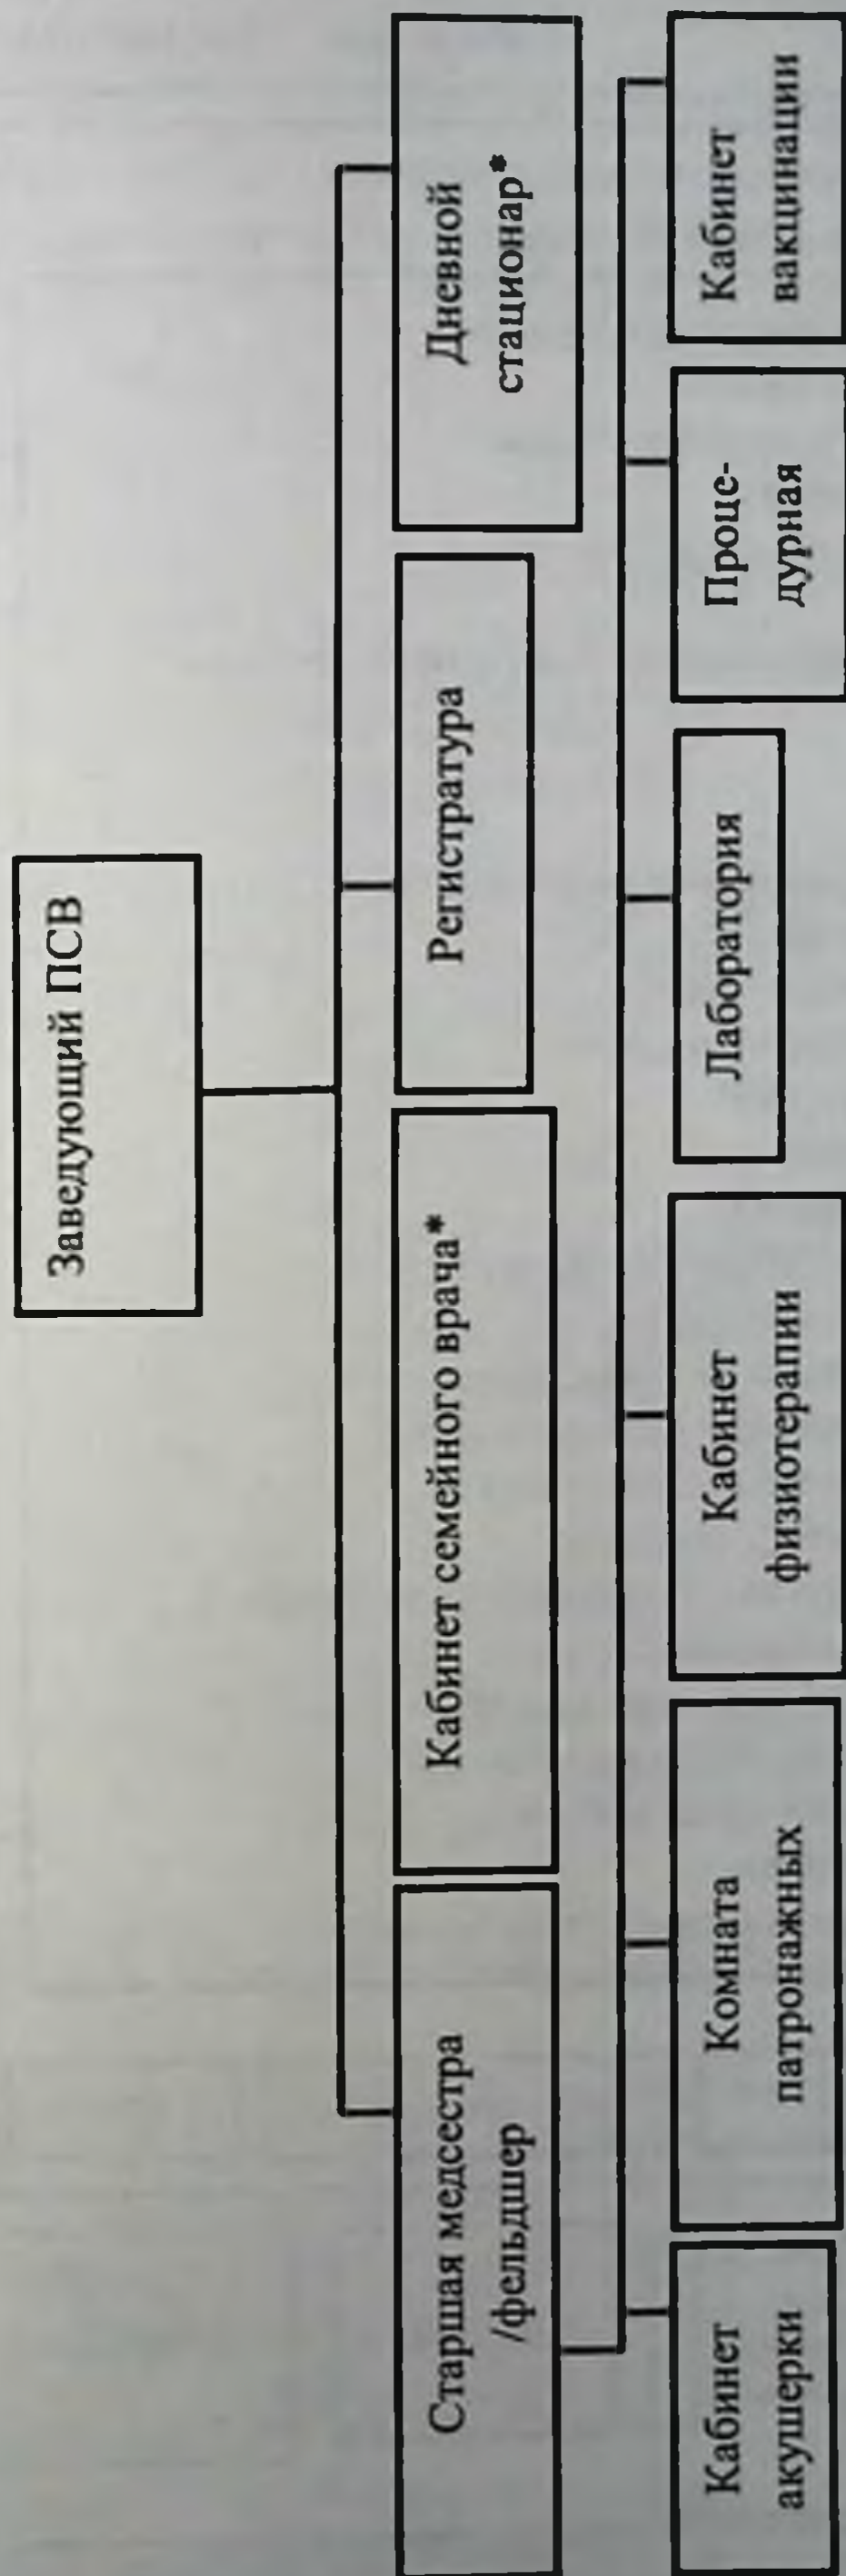 Заведующий ПСВ
Старшая медсестра
/фельдшер
Кабинет семейного врача*
Регистратура
Дневной
стационар*
Кабинет
акушерки
Комната
патронажных
Кабинет
физиотерапии
Лаборатория
Проце-
дурная
Кабинет
вакцинации